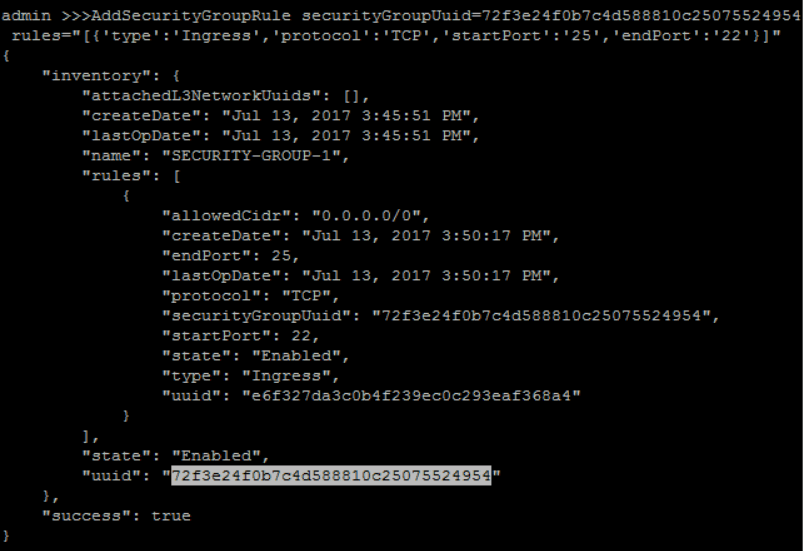 admin >>>AddSecurityGroupRule securityGroupUuid=72f3e24f0b7c4d588810c25075524954
 rules="[{'type':'Ingress','protocol':'TCP','startPort':'25','endPort':'22'}]"
{
    "inventory": {
        "attachedL3NetworkUuids": [],
        "createDate": "Jul 13, 2017 3:45:51 PM",
        "lastOpDate": "Jul 13, 2017 3:45:51 PM",
        "name": "SECURITY-GROUP-1",
        "rules": [
            {
                "allowedCidr": "0.0.0.0/0",
                "createDate": "Jul 13, 2017 3:50:17 PM",
                "endPort": 25,
                "lastOpDate": "Jul 13, 2017 3:50:17 PM",
                "protocol": "TCP",
                "securityGroupUuid": "72f3e24f0b7c4d588810c25075524954",
                "startPort": 22,
                "state": "Enabled",
                "type": "Ingress",
                "uuid": "e6f327da3c0b4f239ec0c293eaf368a4"
            }
        ],
        "state": "Enabled",
        "uuid": "72f3e24f0b7c4d588810c25075524954"
    },
    "success": true
}